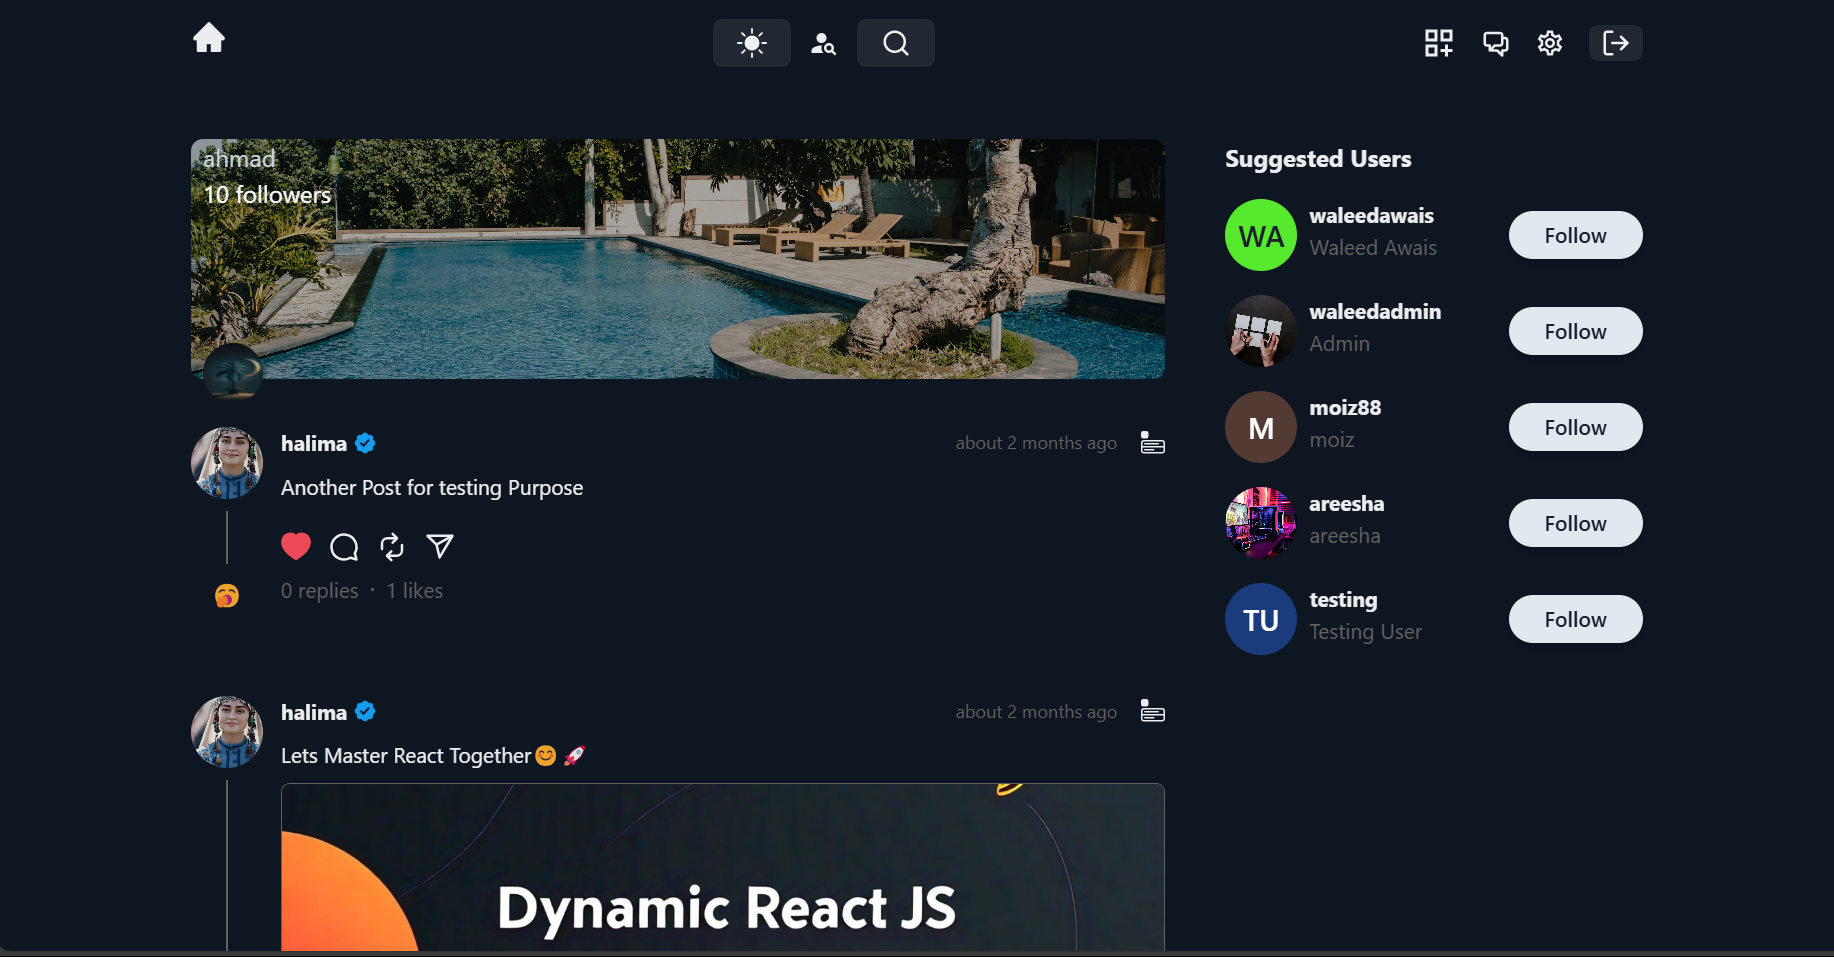 ahmad
10 followers
halima
about 2 months ago
Another Post for testing Purpose
0 replies · 1 likes
halima
about 2 months ago
Lets Master React Together😊 🚀
Dynamic React JS
Suggested Users
WA
waleedawais
Waleed Awais
Follow
waleedadmin
Admin
Follow
M
moiz88
moiz
Follow
areesha
areesha
Follow
TU
testing
Testing User
Follow